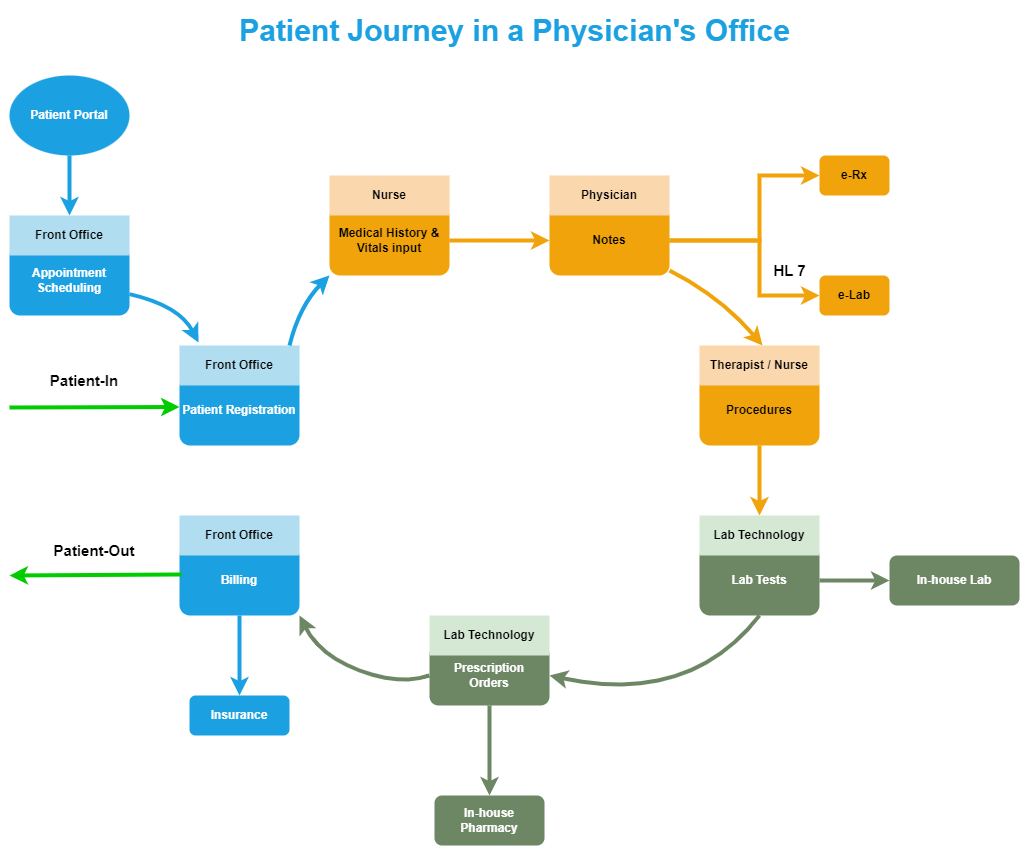 Patient Journey in a Physician's Office
Patient Portal
Front Office
Appointment
Scheduling
Nurse
Medical History &
Vitals input
Physician
Notes
e-Rx
HL 7
e-Lab
Patient-In
Front Office
Patient Registration
Therapist / Nurse
Procedures
Patient-Out
Front Office
Billing
Lab Technology
Lab Tests
In-house Lab
Lab Technology
Prescription
Orders
Insurance
In-house
Pharmacy